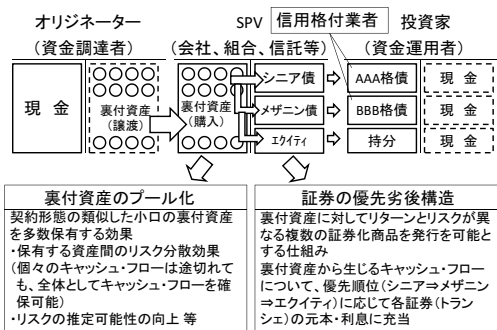 オリジネーター
(資金調達者)
SPV
(会社、組合、信託等)
信用格付業者
投資家
(資金運用者)
現 金
裏付資産
(譲渡)
裏付資産
(購入)
シニア債
メザニン債
エクイティ
AAA格債
BBB格債
持分
現 金
現 金
現 金
裏付資産のプール化
契約形態の類似した小口の裏付資産
を多数保有する効果
・保有する資産間のリスク分散効果
(個々のキャッシュ・フローは途切れて
も、全体としてキャッシュ・フローを確
保可能)
・リスクの推定可能性の向上 等
証券の優先劣後構造
裏付資産に対してリターンとリスクが異
なる複数の証券化商品を発行を可能と
する仕組み
裏付資産から生じるキャッシュ・フロー
について、優先順位(シニア⇒メザニン
⇒エクイティ)に応じて各証券(トラン
シェ)の元本・利息に充当